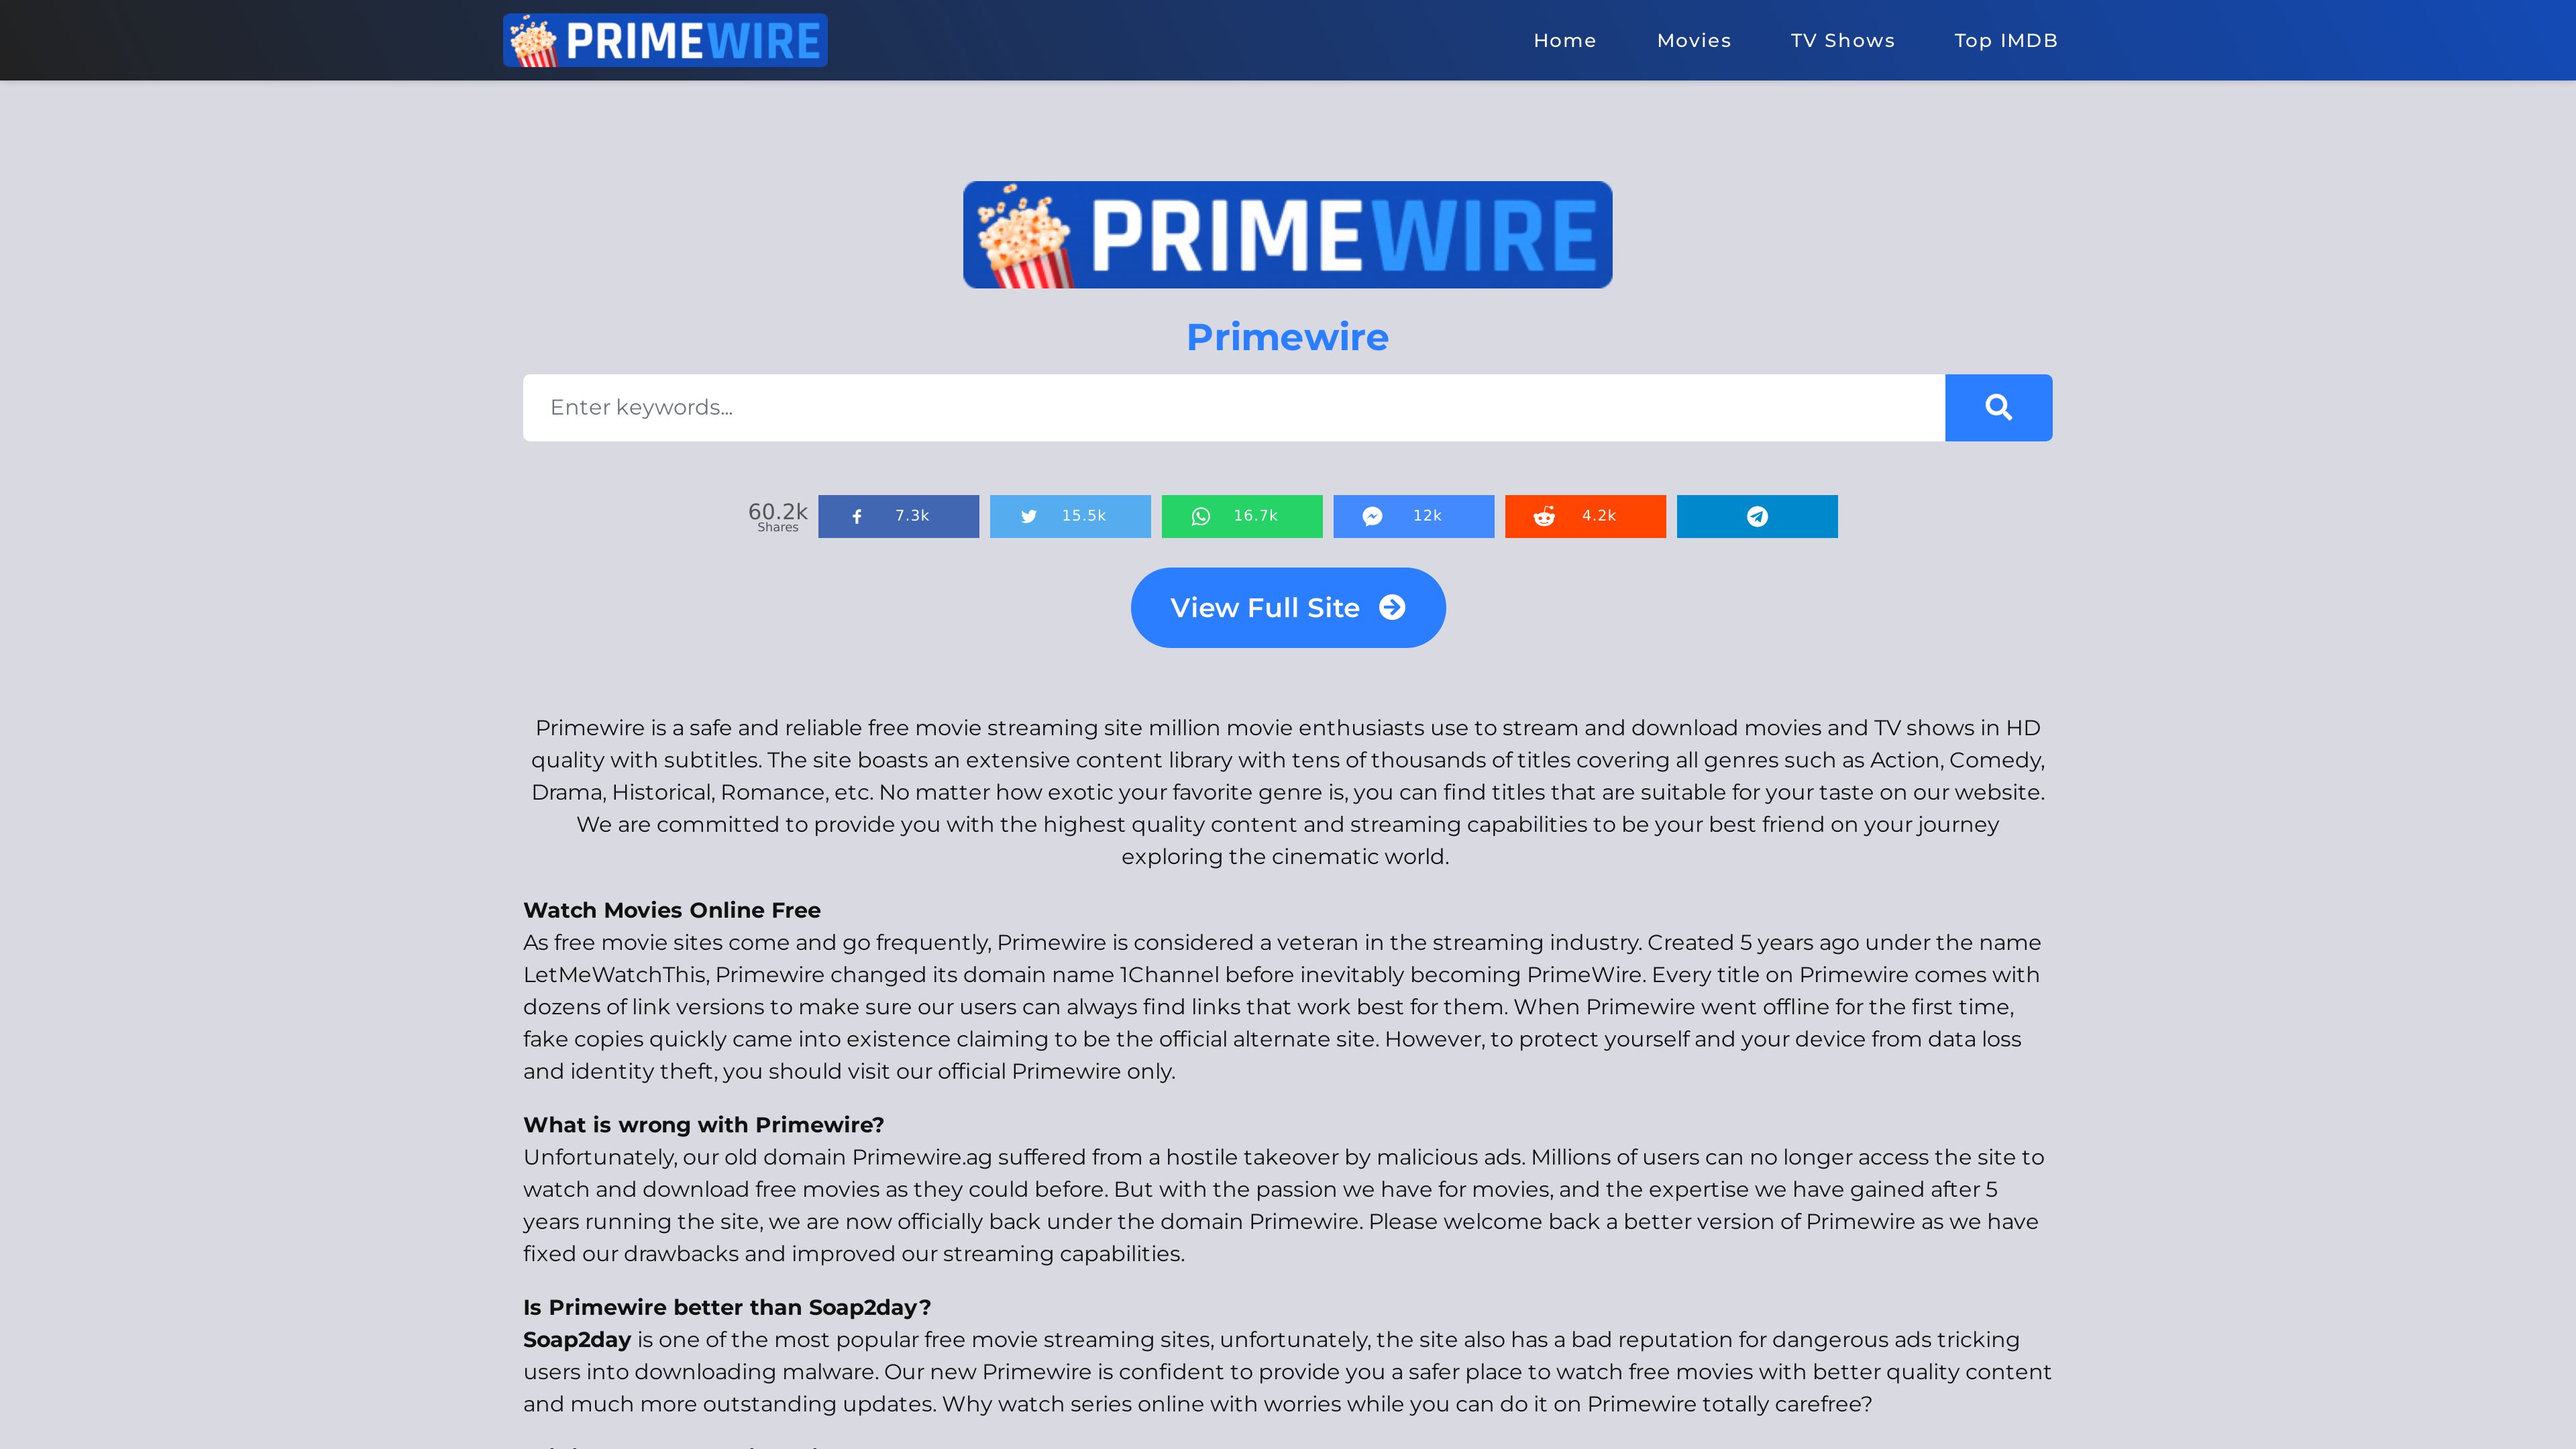 PRIMEWIRE
Home
Movies
TV Shows
Top IMDB
PRIMEWIRE
Primewire
Enter keywords...
60.2k
Shares
7.3k
15.5k
16.7k
12k
4.2k
View Full Site
Primewire is a safe and reliable free movie streaming site million movie enthusiasts use to stream and download movies and TV shows in HD
quality with subtitles. The site boasts an extensive content library with tens of thousands of titles covering all genres such as Action, Comedy,
Drama, Historical, Romance, etc. No matter how exotic your favorite genre is, you can find titles that are suitable for your taste on our website.
We are committed to provide you with the highest quality content and streaming capabilities to be your best friend on your journey
exploring the cinematic world.
Watch Movies Online Free
As free movie sites come and go frequently, Primewire is considered a veteran in the streaming industry. Created 5 years ago under the name
LetMeWatchThis, Primewire changed its domain name 1Channel before inevitably becoming PrimeWire. Every title on Primewire comes with
dozens of link versions to make sure our users can always find links that work best for them. When Primewire went offline for the first time,
fake copies quickly came into existence claiming to be the official alternate site. However, to protect yourself and your device from data loss
and identity theft, you should visit our official Primewire only.
What is wrong with Primewire?
Unfortunately, our old domain Primewire.ag suffered from a hostile takeover by malicious ads. Millions of users can no longer access the site to
watch and download free movies as they could before. But with the passion we have for movies, and the expertise we have gained after 5
years running the site, we are now officially back under the domain Primewire. Please welcome back a better version of Primewire as we have
fixed our drawbacks and improved our streaming capabilities.
Is Primewire better than Soap2day?
Soap2day is one of the most popular free movie streaming sites, unfortunately, the site also has a bad reputation for dangerous ads tricking
users into downloading malware. Our new Primewire is confident to provide you a safer place to watch free movies with better quality content
and much more outstanding updates. Why watch series online with worries while you can do it on Primewire totally carefree?